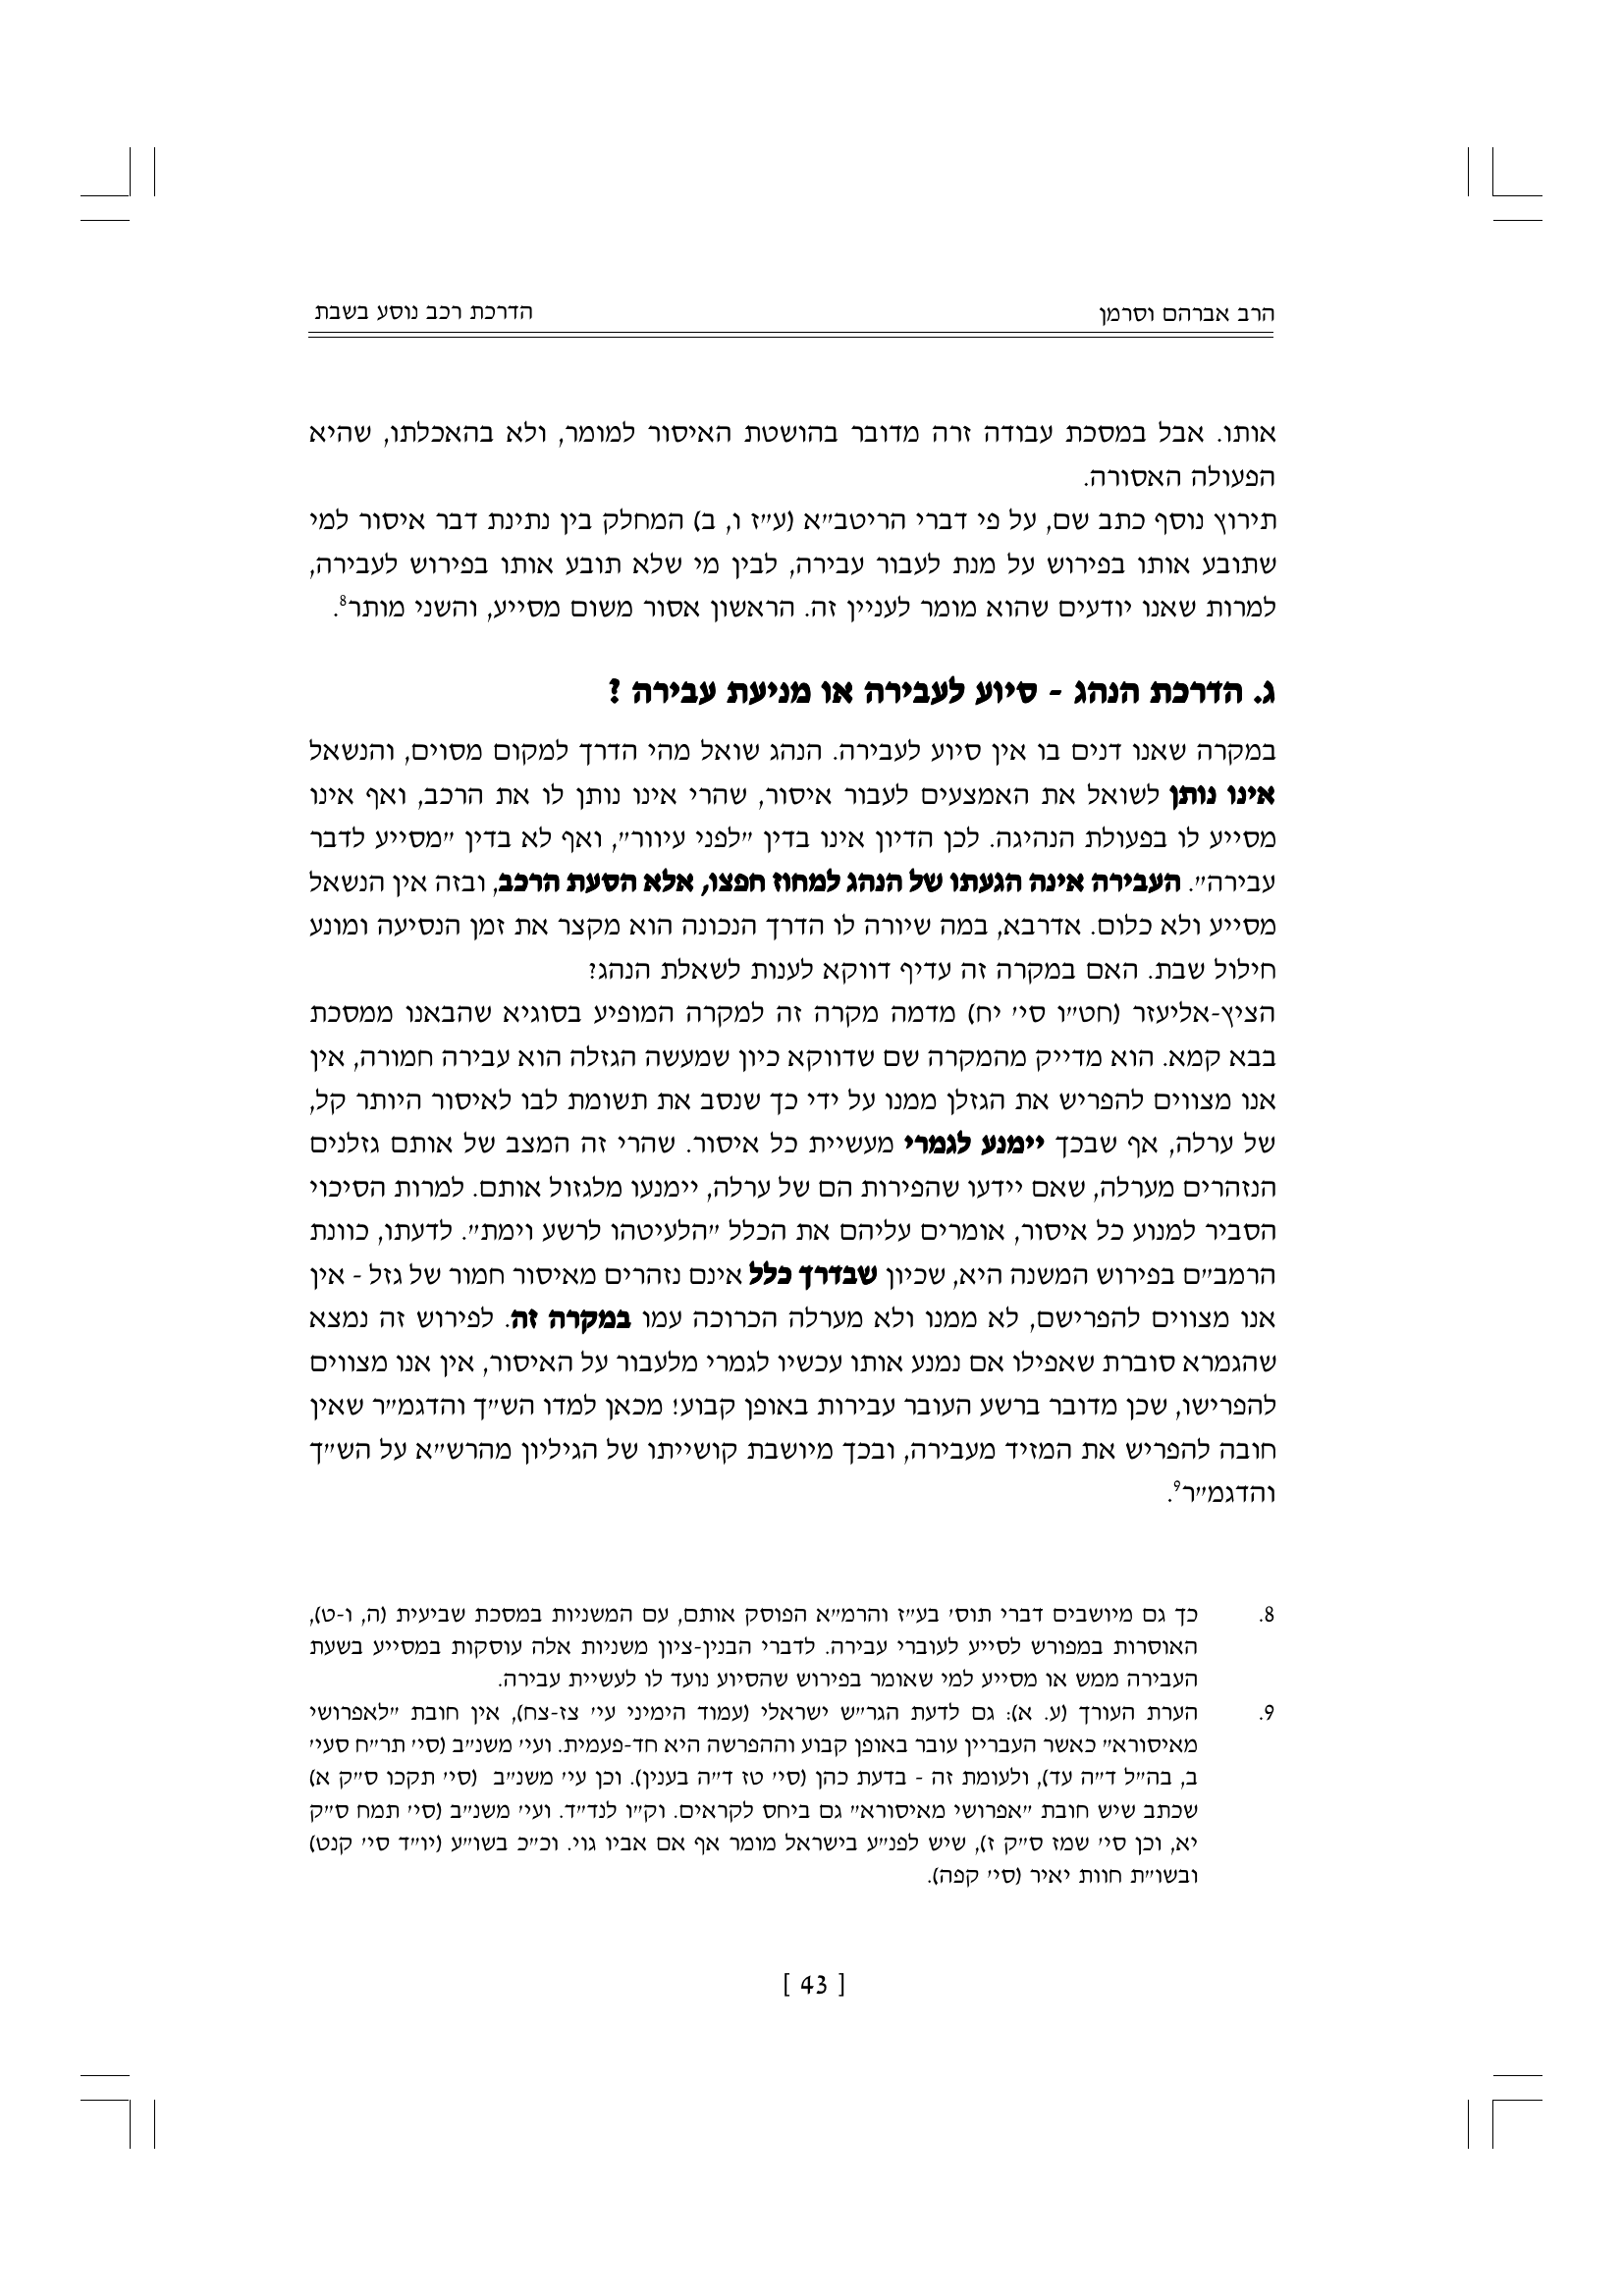 הרב אברהם וסרמן
הדרכת רכב נוסע בשבת
אותו. אבל במסכת עבודה זרה מדובר בהושטת האיסור למומר, ולא בהאכלתו, שהיא
הפעולה האסורה.
תירוץ נוסף כתב שם, על פי דברי הריטב"א (ע"ז ו, ב) המחלק בין נתינת דבר איסור למי
שתובע אותו בפירוש על מנת לעבור עבירה, לבין מי שלא תובע אותו בפירוש לעבירה,
למרות שאנו יודעים שהוא מומר לעניין זה. הראשון אסור משום מסייע, והשני מותר8.
ג. הדרכת הנהג - סיוע לעבירה או מניעת עבירה ?
במקרה שאנו דנים בו אין סיוע לעבירה. הנהג שואל מהי הדרך למקום מסוים, והנשאל
אינו נותן לשואל את האמצעים לעבור איסור, שהרי אינו נותן לו את הרכב, ואף אינו
מסייע לו בפעולת הנהיגה. לכן הדיון אינו בדין "לפני עיוור", ואף לא בדין "מסייע לדבר
עבירה". העבירה אינה הגעתו של הנהג למחוז חפצו, אלא הסעת הרכב, ובזה אין הנשאל
מסייע ולא כלום. אדרבא, במה שיורה לו הדרך הנכונה הוא מקצר את זמן הנסיעה ומונע
חילול שבת. האם במקרה זה עדיף דווקא לענות לשאלת הנהג?
הציץ-אליעזר (חט"ו סי' יח) מדמה מקרה זה למקרה המופיע בסוגיא שהבאנו ממסכת
בבא קמא. הוא מדייק מהמקרה שם שדווקא כיון שמעשה הגזלה הוא עבירה חמורה, אין
אנו מצווים להפריש את הגזלן ממנו על ידי כך שנסב את תשומת לבו לאיסור היותר קל,
של ערלה, אף שבכך יימנע לגמרי מעשיית כל איסור. שהרי זה המצב של אותם גזלנים
הנזהרים מערלה, שאם יידעו שהפירות הם של ערלה, יימנעו מלגזול אותם. למרות הסיכוי
הסביר למנוע כל איסור, אומרים עליהם את הכלל "הלעיטהו לרשע וימת". לדעתו, כוונת
הרמב"ם בפירוש המשנה היא, שכיון שבדרך כלל אינם נזהרים מאיסור חמור של גזל - אין
אנו מצווים להפרישם, לא ממנו ולא מערלה הכרוכה עמו במקרה זה. לפירוש זה נמצא
שהגמרא סוברת שאפילו אם נמנע אותו עכשיו לגמרי מלעבור על האיסור, אין אנו מצווים
להפרישו, שכן מדובר ברשע העובר עבירות באופן קבוע! מכאן למדו הש"ך והדגמ"ר שאין
חובה להפריש את המזיד מעבירה, ובכך מיושבת קושייתו של הגיליון מהרש"א על הש"ך
והדגמ"ר9.
8. כך גם מיושבים דברי תוס' בע"ז והרמ"א הפוסק אותם, עם המשניות במסכת שביעית (ה, ו-ט),
האוסרות במפורש לסייע לעוברי עבירה. לדברי הבנין-ציון משניות אלה עוסקות במסייע בשעת
העבירה ממש או מסייע למי שאומר בפירוש שהסיוע נועד לו לעשיית עבירה.
9. הערת העורך (ע. א): גם לדעת הגר"ש ישראלי (עמוד הימיני עי' צז-צח), אין חובת "לאפרושי
מאיסורא" כאשר העבריין עובר באופן קבוע וההפרשה היא חד-פעמית. ועי' משנ"ב (סי' תר"ח סעי'
ב, בה"ל ד"ה עד), ולעומת זה - בדעת כהן (סי' טז ד"ה בענין). וכן עי' משנ"ב (סי' תקכו ס"ק א)
שכתב שיש חובת "אפרושי מאיסורא" גם ביחס לקראים. וק"ו לנד"ד. ועי' משנ"ב (סי' תמח ס"ק
יא, וכן סי' שמז ס"ק ז), שיש לפנ"ע בישראל מומר אף אם אביו גוי. וכ"כ בשו"ע (יו"ד סי' קנט)
ובשו"ת חוות יאיר (סי' קפה).
[ 43 ]